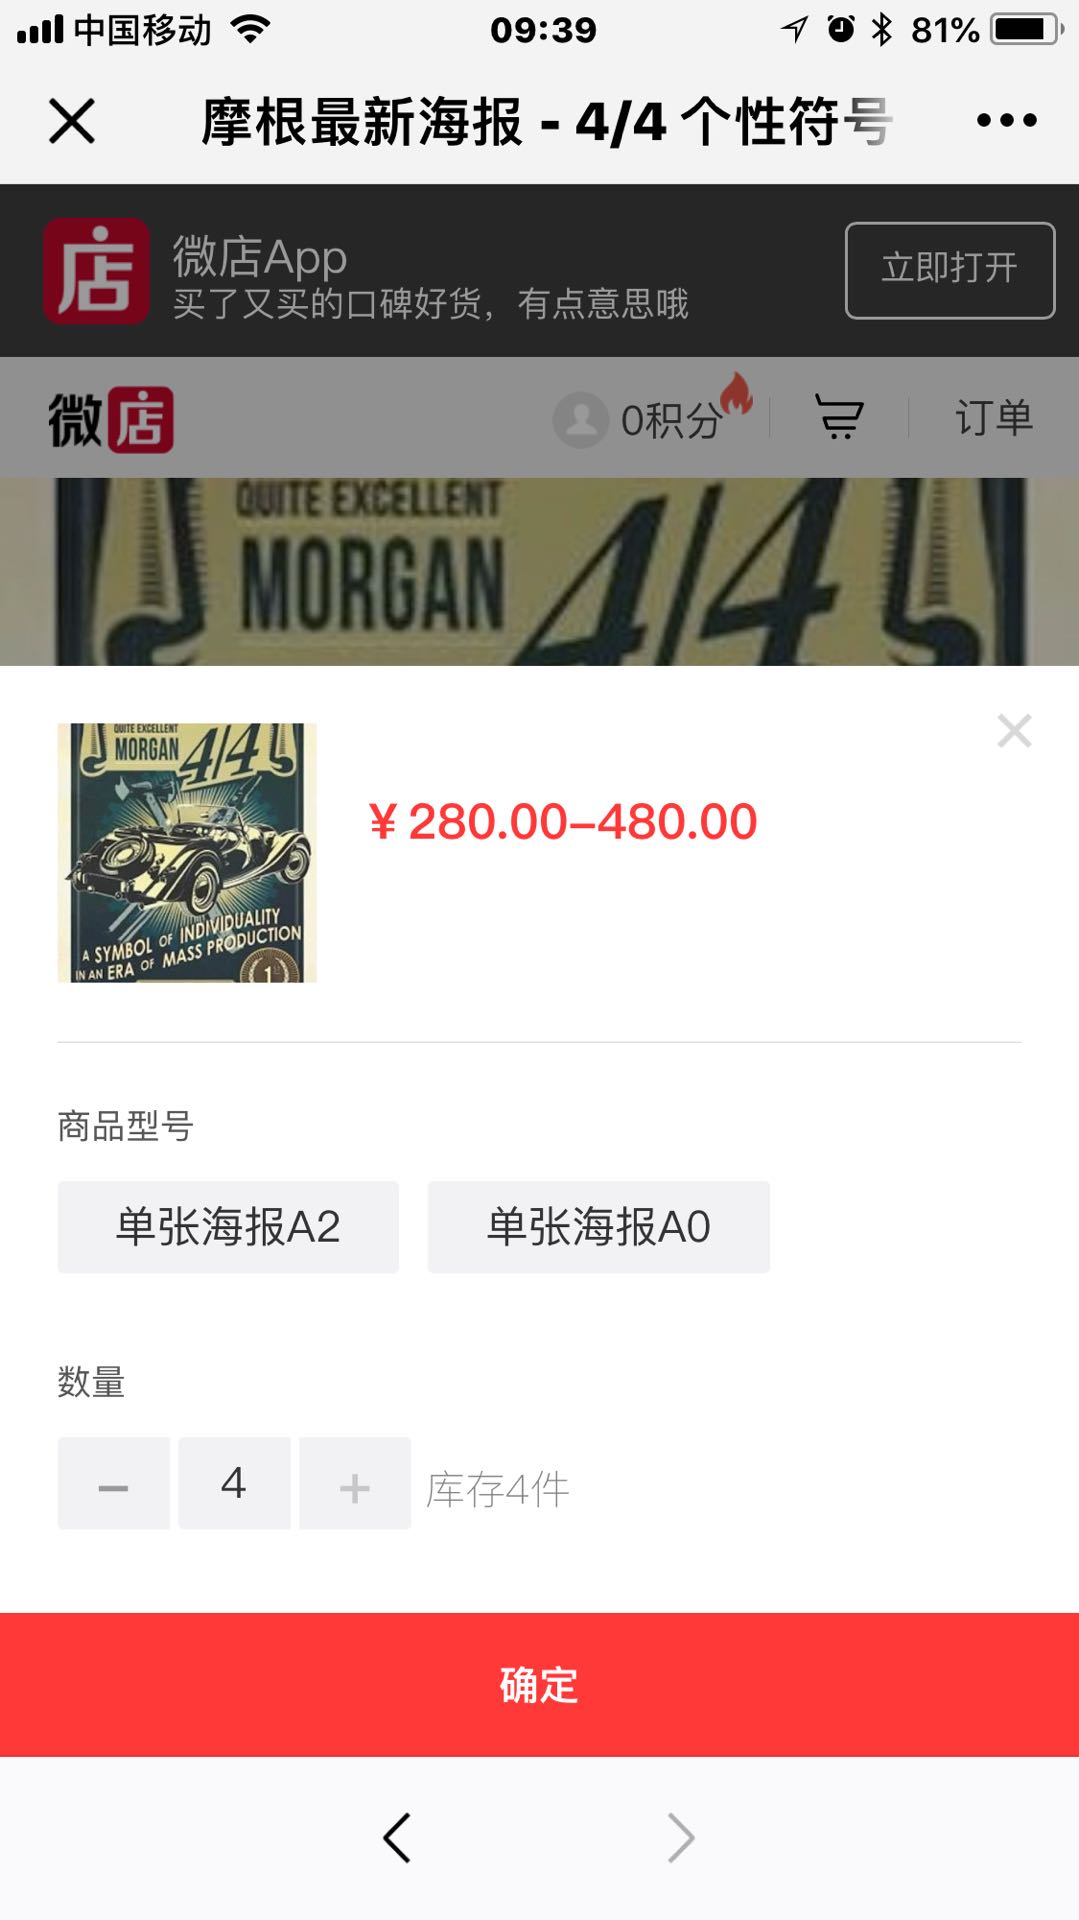 中国移动
09:39
81%
摩根最新海报 - 4/4 个性符号
店
微店App
买了又买的口碑好货，有点意思哦
立即打开
微店
0积分
订单
QUITE EXCELLENT
MORGAN
4/4
QUITE EXCELLENT
MORGAN
4/4
A SYMBOL OF INDIVIDUALITY
IN AN ERA OF MASS PRODUCTION
1
¥ 280.00-480.00
商品型号
单张海报A2
单张海报A0
数量
4
库存4件
确定